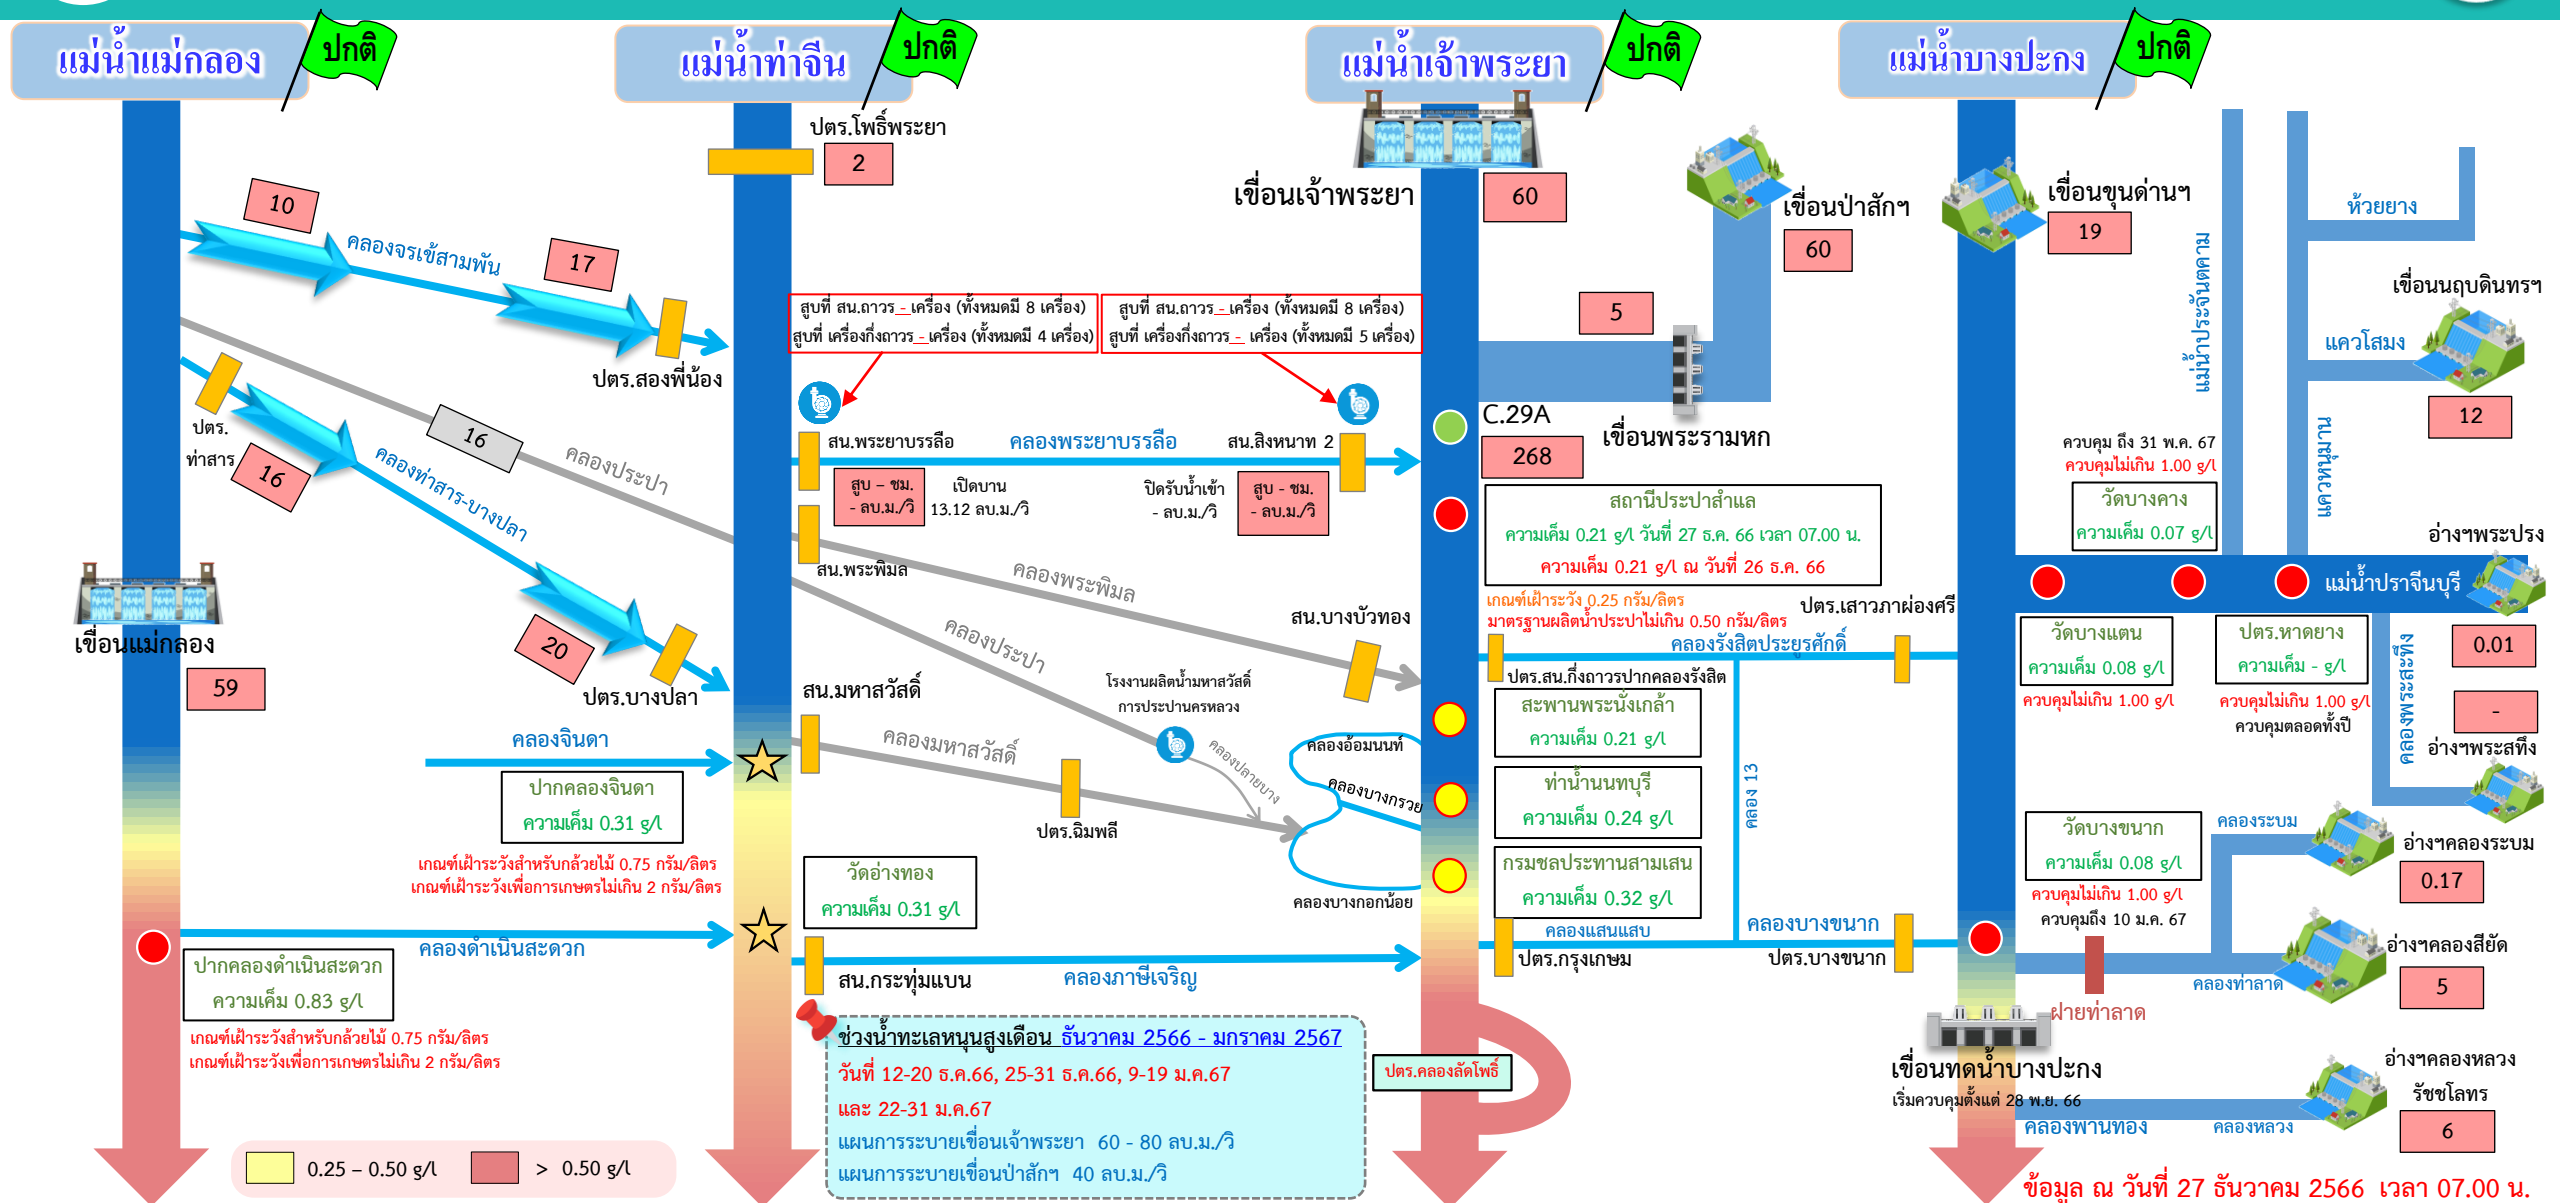 แม่น้ำแม่กลอง
ปกติ
แม่น้ำท่าจีน
ปกติ
แม่น้ำเจ้าพระยา
ปกติ
แม่น้ำบางปะกง
ปกติ
10
คลองจรเข้สามพัน
17
ปตร.สองพี่น้อง
ปตร.
ท่าสาร
16
คลองท่าสาร-บางปลา
16
คลองประปา
20
ปตร.บางปลา
เขื่อนแม่กลอง
59
คลองจินดา
ปากคลองจินดา
ความเค็ม 0.31 g/l
เกณฑ์เฝ้าระวังสำหรับกล้วยไม้ 0.75 กรัม/ลิตร
เกณฑ์เฝ้าระวังเพื่อการเกษตรไม่เกิน 2 กรัม/ลิตร
คลองดำเนินสะดวก
ปากคลองดำเนินสะดวก
ความเค็ม 0.83 g/l
เกณฑ์เฝ้าระวังสำหรับกล้วยไม้ 0.75 กรัม/ลิตร
เกณฑ์เฝ้าระวังเพื่อการเกษตรไม่เกิน 2 กรัม/ลิตร
0.25 – 0.50 g/l
> 0.50 g/l
ปตร.โพธิ์พระยา
2
สูบที่ สน.ถาวร - เครื่อง (ทั้งหมดมี 8 เครื่อง)
สูบที่ เครื่องกึ่งถาวร - เครื่อง (ทั้งหมดมี 4 เครื่อง)
สูบที่ สน.ถาวร - เครื่อง (ทั้งหมดมี 8 เครื่อง)
สูบที่ เครื่องกึ่งถาวร - เครื่อง (ทั้งหมดมี 5 เครื่อง)
สน.พระยาบรรลือ
คลองพระยาบรรลือ
สน.สิงหนาท 2
สูบ – ชม.
- ลบ.ม./วิ
เปิดบาน
13.12 ลบ.ม./วิ
ปิดรับน้ำเข้า
- ลบ.ม./วิ
สูบ - ชม.
- ลบ.ม./วิ
สน.พระพิมล
คลองพระพิมล
คลองประปา
สน.บางบัวทอง
สน.มหาสวัสดิ์
คลองมหาสวัสดิ์
โรงงานผลิตน้ำมหาสวัสดิ์
การประปานครหลวง
คลองปลายบาง
ปตร.ฉิมพลี
คลองอ้อมนนท์
คลองบางกรวย
คลองบางกอกน้อย
วัดอ่างทอง
ความเค็ม 0.31 g/l
สน.กระทุ่มแบน
คลองภาษีเจริญ
ช่วงน้ำทะเลหนุนสูงเดือน ธันวาคม 2566 - มกราคม 2567
วันที่ 12-20 ธ.ค.66, 25-31 ธ.ค.66, 9-19 ม.ค.67
และ 22-31 ม.ค.67
แผนการระบายเขื่อนเจ้าพระยา 60 - 80 ลบ.ม./วิ
แผนการระบายเขื่อนป่าสักฯ 40 ลบ.ม./วิ
ปตร.คลองลัดโพธิ์
เขื่อนเจ้าพระยา
60
เขื่อนป่าสักฯ
60
5
เขื่อนพระรามหก
C.29A
268
สถานีประปาสำแล
ความเค็ม 0.21 g/l วันที่ 27 ธ.ค. 66 เวลา 07.00 น.
ความเค็ม 0.21 g/l ณ วันที่ 26 ธ.ค. 66
เกณฑ์เฝ้าระวัง 0.25 กรัม/ลิตร
มาตรฐานผลิตน้ำประปาไม่เกิน 0.50 กรัม/ลิตร
ปตร.เสาวภาผ่องศรี
คลองรังสิตประยูรศักดิ์
ปตร.สน.กึ่งถาวรปากคลองรังสิต
สะพานพระนั่งเกล้า
ความเค็ม 0.21 g/l
ท่าน้ำนนทบุรี
ความเค็ม 0.24 g/l
คลอง 13
กรมชลประทานสามเสน
ความเค็ม 0.32 g/l
คลองแสนแสบ
ปตร.กรุงเกษม
คลองบางขนาก
ปตร.บางขนาก
เขื่อนขุนด่านฯ
19
แม่น้ำประจันตคาม
ห้วยยาง
เขื่อนนฤบดินทรฯ
แควโสมง
12
แควหนุมาน
ควบคุม ถึง 31 พ.ค. 67
ควบคุมไม่เกิน 1.00 g/l
วัดบางคาง
ความเค็ม 0.07 g/l
อ่างฯพระปรง
แม่น้ำปราจีนบุรี
0.01
วัดบางแตน
ความเค็ม 0.08 g/l
ควบคุมไม่เกิน 1.00 g/l
ปตร.หาดยาง
ความเค็ม - g/l
ควบคุมไม่เกิน 1.00 g/l
ควบคุมตลอดทั้งปี
คลองพระสะทึง
-
อ่างฯพระสทึง
วัดบางขนาก
ความเค็ม 0.08 g/l
ควบคุมไม่เกิน 1.00 g/l
ควบคุมถึง 10 ม.ค. 67
คลองระบม
อ่างฯคลองระบม
0.17
อ่างฯคลองสียัด
5
คลองท่าลาด
ฝายท่าลาด
เขื่อนทดน้ำบางปะกง
เริ่มควบคุมตั้งแต่ 28 พ.ย. 66
อ่างฯคลองหลวง
รัชชโลทร
6
คลองพานทอง
คลองหลวง
ข้อมูล ณ วันที่ 27 ธันวาคม 2566 เวลา 07.00 น.